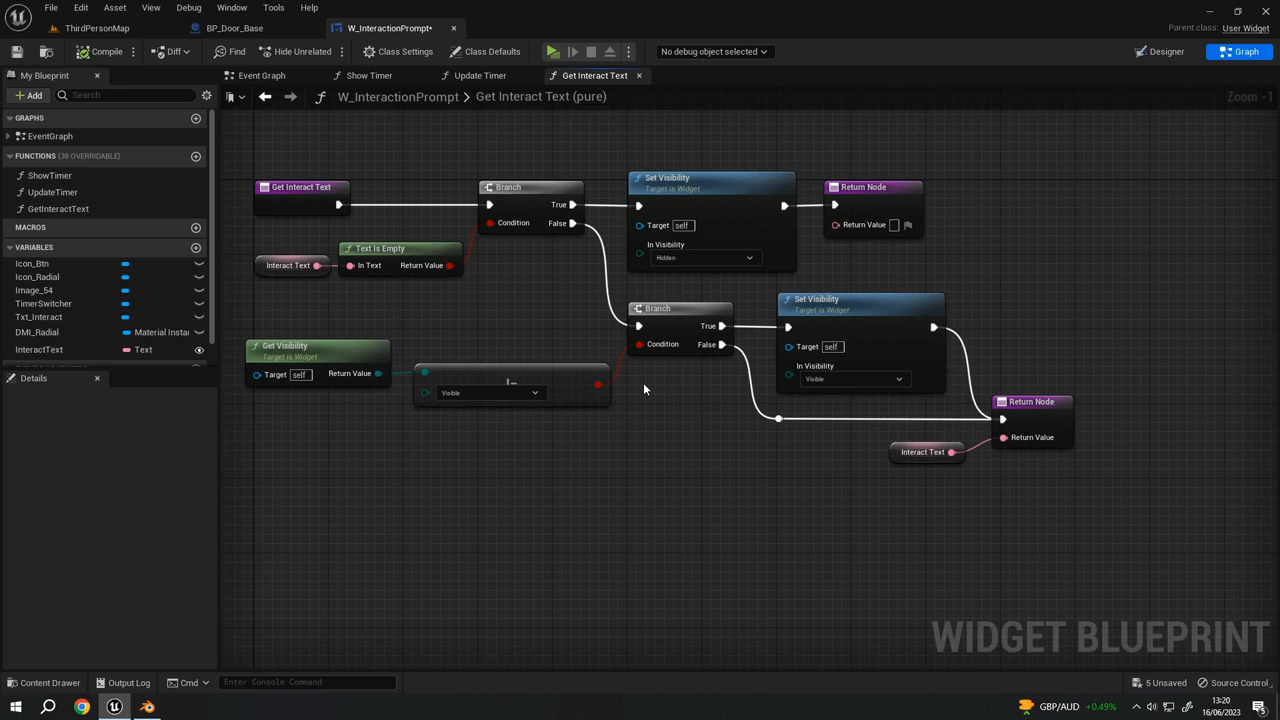 File Edit Asset View Debug Window Tools Help
ThirdPersonMap BP_Door_Base W_InteractionPrompt•
Parent class: User Widget
Compile Diff Find Hide Unrelated Class Settings Class Defaults No debug object selected Designer Graph
My Blueprint
Event Graph Show Timer Update Timer Get Interact Text
Add Search
W_InteractionPrompt > Get Interact Text (pure) Zoom -1
GRAPHS
EventGraph
FUNCTIONS (38 OVERRIDABLE)
ShowTimer
UpdateTimer
GetInteractText
MACROS
VARIABLES
Icon_Btn
Icon_Radial
Image_54
TimerSwitcher
Txt_Interact
DMI_Radial Material Instan
InteractText Text
Details
Get Interact Text
Branch
True
Condition False
Interact Text
Text Is Empty
In Text Return Value
Set Visibility
Target is Widget
Target self
In Visibility
Hidden
Return Node
Return Value
Get Visibility
Target is Widget
Target self Return Value
!=
Visible
Branch
True
Condition False
Set Visibility
Target is Widget
Target self
In Visibility
Visible
Interact Text
Return Node
Return Value
WIDGET BLUEPRINT
Content Drawer Output Log Cmd Enter Console Command 5 Unsaved Source Control
GBP/AUD +0.49% 13:20
16/06/2023
5